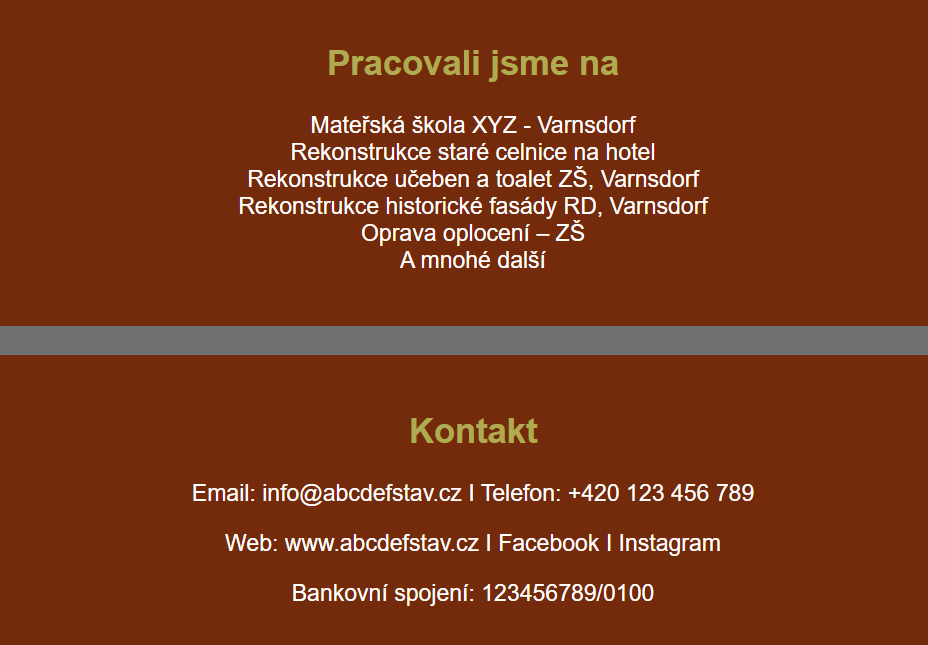 Pracovali jsme na
Mateřská škola XYZ - Varnsdorf
Rekonstrukce staré celnice na hotel
Rekonstrukce učeben a toalet ZŠ, Varnsdorf
Rekonstrukce historické fasády RD, Varnsdorf
Oprava oplocení – ZŠ
A mnohé další
Kontakt
Email: info@abcdefstav.cz I Telefon: +420 123 456 789
Web: www.abcdefstav.cz I Facebook I Instagram
Bankovní spojení: 123456789/0100